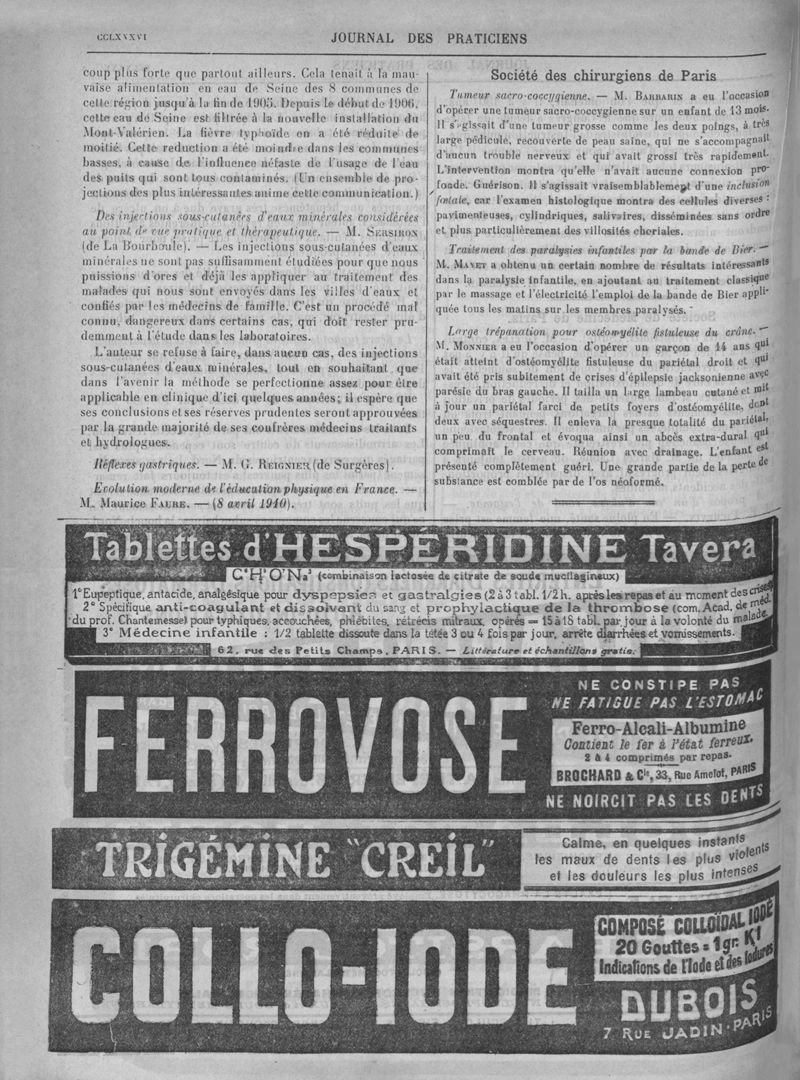 CCLXXXVI
JOURNAL DES PRATICIENS
coup plus forte que partout ailleurs. Cela tenait à la mau-
vaise alimentation en eau de Seine des 8 communes de
cette région jusqu'à la fin de 1905. Depuis le début de 1906,
cette eau de Seine est filtrée à la nouvelle installation du
Mont-Valérien. La fièvre typhoïde en a été réduite de
moitié. Cette reduction a été moindre dans les communes
basses, à cause de l'influence néfaste de l'usage de l'eau
des puits qui sont tous contaminés. (Un ensemble de pro-
jections des plus intéressantes anime cette communication.)
Des injections sous-cutanées d'eaux minérales considérées
au point de vue pratique et thérapeutique. — M. SERSIRON
(de La Bourboule). — Les injections sous-cutanées d'eaux
minérales ne sont pas suffisamment étudiées pour que nous
puissions d'ores et déjà les appliquer au traitement des
malades qui nous sont envoyés dans les villes d'eaux et
confiés par les médecins de famille. C'est un procédé mal
connu, dangereux dans certains cas, qui doit rester pru-
demment à l'étude dans les laboratoires.
L'auteur se refuse à faire, dans aucun cas, des injections
sous-cutanées d'eaux minérales, tout en souhaitant que
dans l'avenir la méthode se perfectionne assez pour être
applicable en clinique d'ici quelques années; il espère que
ses conclusions et ses réserves prudentes seront approuvées
par la grande majorité de ses confrères médecins traitants
et hydrologues.
Réflexes gastriques. — M. G. REIGNIER (de Surgères).
Evolution moderne de l'éducation physique en France. —
M. Maurice FAURE. — (8 avril 1910).
Société des chirurgiens de Paris
Tumeur sacro-coccygienne. — M. BARBARIN a eu l'occasion
d'opérer une tumeur sacro-coccygienne sur un enfant de 13 mois.
Il s'agissait d'une tumeur grosse comme les deux poings, à très
large pédicule, recouverte de peau saine, qui ne s'accompagnait
d'aucun trouble nerveux et qui avait grossi très rapidement.
L'intervention montra qu'elle n'avait aucune connexion pro-
fonde. Guérison. Il s'agissait vraisemblablement d'une inclusion
fœtale, car l'examen histologique montra des cellules diverses :
pavimenteuses, cylindriques, salivaires, disséminées sans ordre
et plus particulièrement des villosités choriales.
Traitement des paralysies infantiles par la bande de Bier. —
M. MAYET a obtenu un certain nombre de résultats intéressants
dans la paralysie infantile, en ajoutant au traitement classique
par le massage et l'électricité l'emploi de la bande de Bier appli-
quée tous les matins sur les membres paralysés.
Large trépanation pour ostéomyélite fistuleuse du crâne. —
M. MONNIER a eu l'occasion d'opérer un garçon de 14 ans qui
était atteint d'ostéomyélite fistuleuse du pariétal droit et qui
avait été pris subitement de crises d'épilepsie jacksonienne avec
parésie du bras gauche. Il tailla un large lambeau cutané et mit
à jour un pariétal farci de petits foyers d'ostéomyélite, dont
deux avec séquestres. Il enleva la presque totalité du pariétal,
un peu du frontal et évoqua ainsi un abcès extra-dural qui
comprimait le cerveau. Réunion avec drainage. L'enfant est
présenté complètement guéri. Une grande partie de la perte de
substance est comblée par de l'os néoformé.
Tablettes d'HESPÉRIDINE Tavera
(combinaison lactosée de citrate de soude mucilagineux)
1° Eupeptique, antacide, analgésique pour dyspepsies et gastralgies (2 à 3 tabl. 1/2 h. après les repas et au moment des crises
2° Spécifique anti-coagulant et dissolvant du sang et prophylactique de la thrombose (com. Acad. de méd.
du prof. Chantemesse) pour typhiques, accouchées, phlébites, rétrécis mitraux, opérés = 15 à 18 tabl. par jour à la volonté du malade.
3° Médecine infantile : 1/2 tablette dissoute dans la tétée 3 ou 4 fois par jour, arrête diarrhées et vomissements.
62, rue des Petits Champs, PARIS. — Littérature et échantillons gratis.
FERROVOSE
NE CONSTIPE PAS
NE FATIGUE PAS L'ESTOMAC
Ferro-Alcali-Albumine
Contient le fer à l'état ferreux.
2 à 4 comprimés par repas.
BROCHARD & Cie, 33, Rue Amelot, PARIS
NE NOIRCIT PAS LES DENTS
TRIGÉMINE "CREIL"
Calme, en quelques instants
les maux de dents les plus violents
et les douleurs les plus intenses
COLLO-IODE
COMPOSÉ COLLOÏDAL IODÉ
20 Gouttes = 1 gr. KI
Indications de l'Iode et des Iodures
DUBOIS
7 RUE JADIN · PARIS